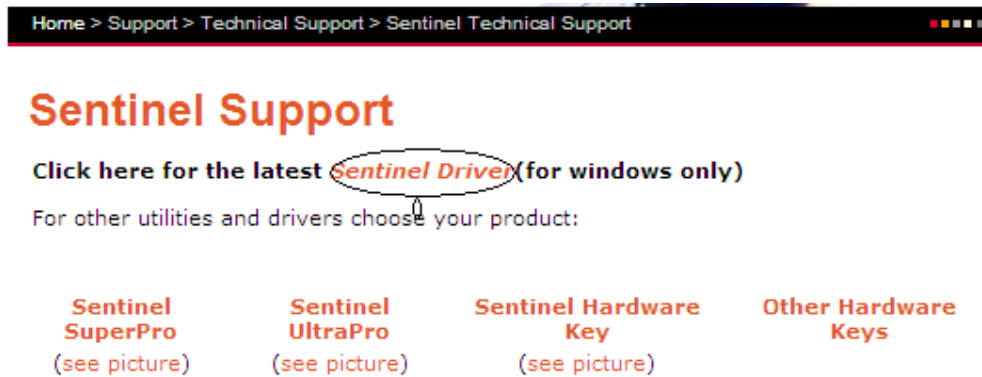 Home > Support > Technical Support > Sentinel Technical Support
Sentinel Support
Click here for the latest Sentinel Driver (for windows only)
For other utilities and drivers choose your product:
Sentinel SuperPro
(see picture)
Sentinel UltraPro
(see picture)
Sentinel Hardware Key
(see picture)
Other Hardware Keys